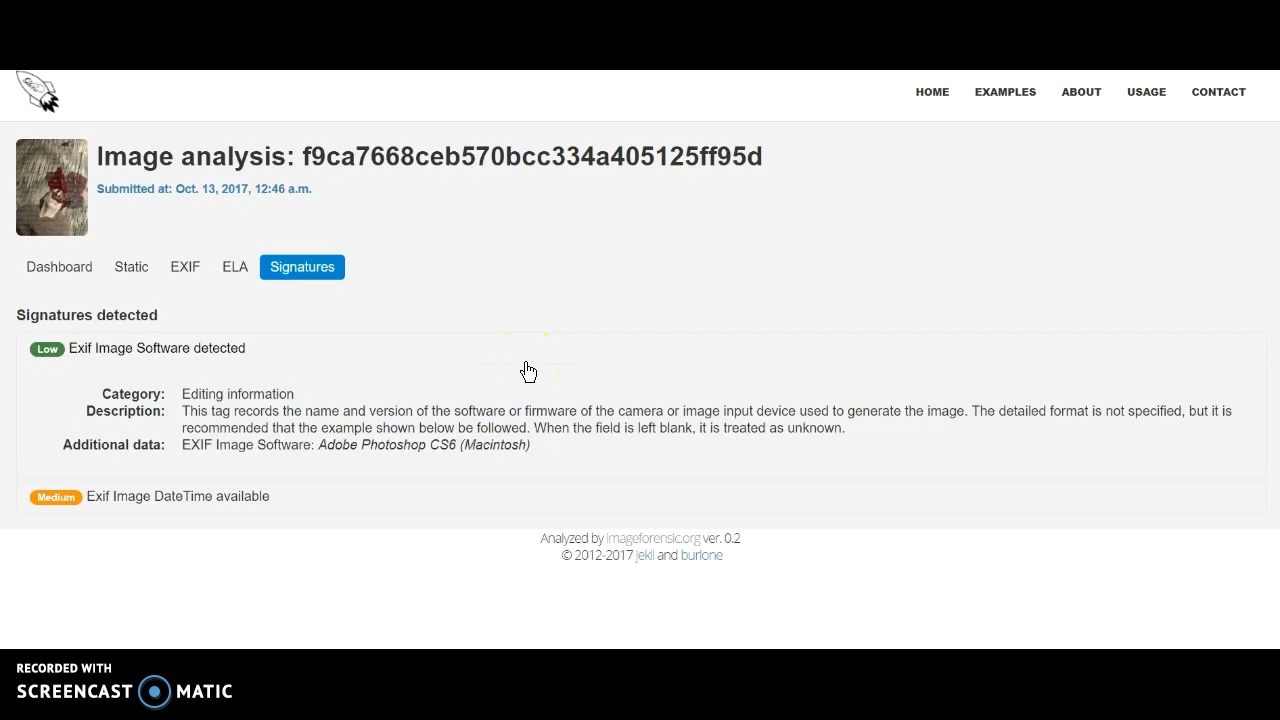 HOME EXAMPLES ABOUT USAGE CONTACT
Image analysis: f9ca7668ceb570bcc334a405125ff95d
Submitted at: Oct. 13, 2017, 12:46 a.m.
Dashboard Static EXIF ELA Signatures
Signatures detected
Low Exif Image Software detected
Category: Editing information
Description: This tag records the name and version of the software or firmware of the camera or image input device used to generate the image. The detailed format is not specified, but it is
recommended that the example shown below be followed. When the field is left blank, it is treated as unknown.
Additional data: EXIF Image Software: Adobe Photoshop CS6 (Macintosh)
Medium Exif Image DateTime available
Analyzed by imageforensic.org ver. 0.2
© 2012-2017 jekil and burlone
RECORDED WITH
SCREENCAST MATIC